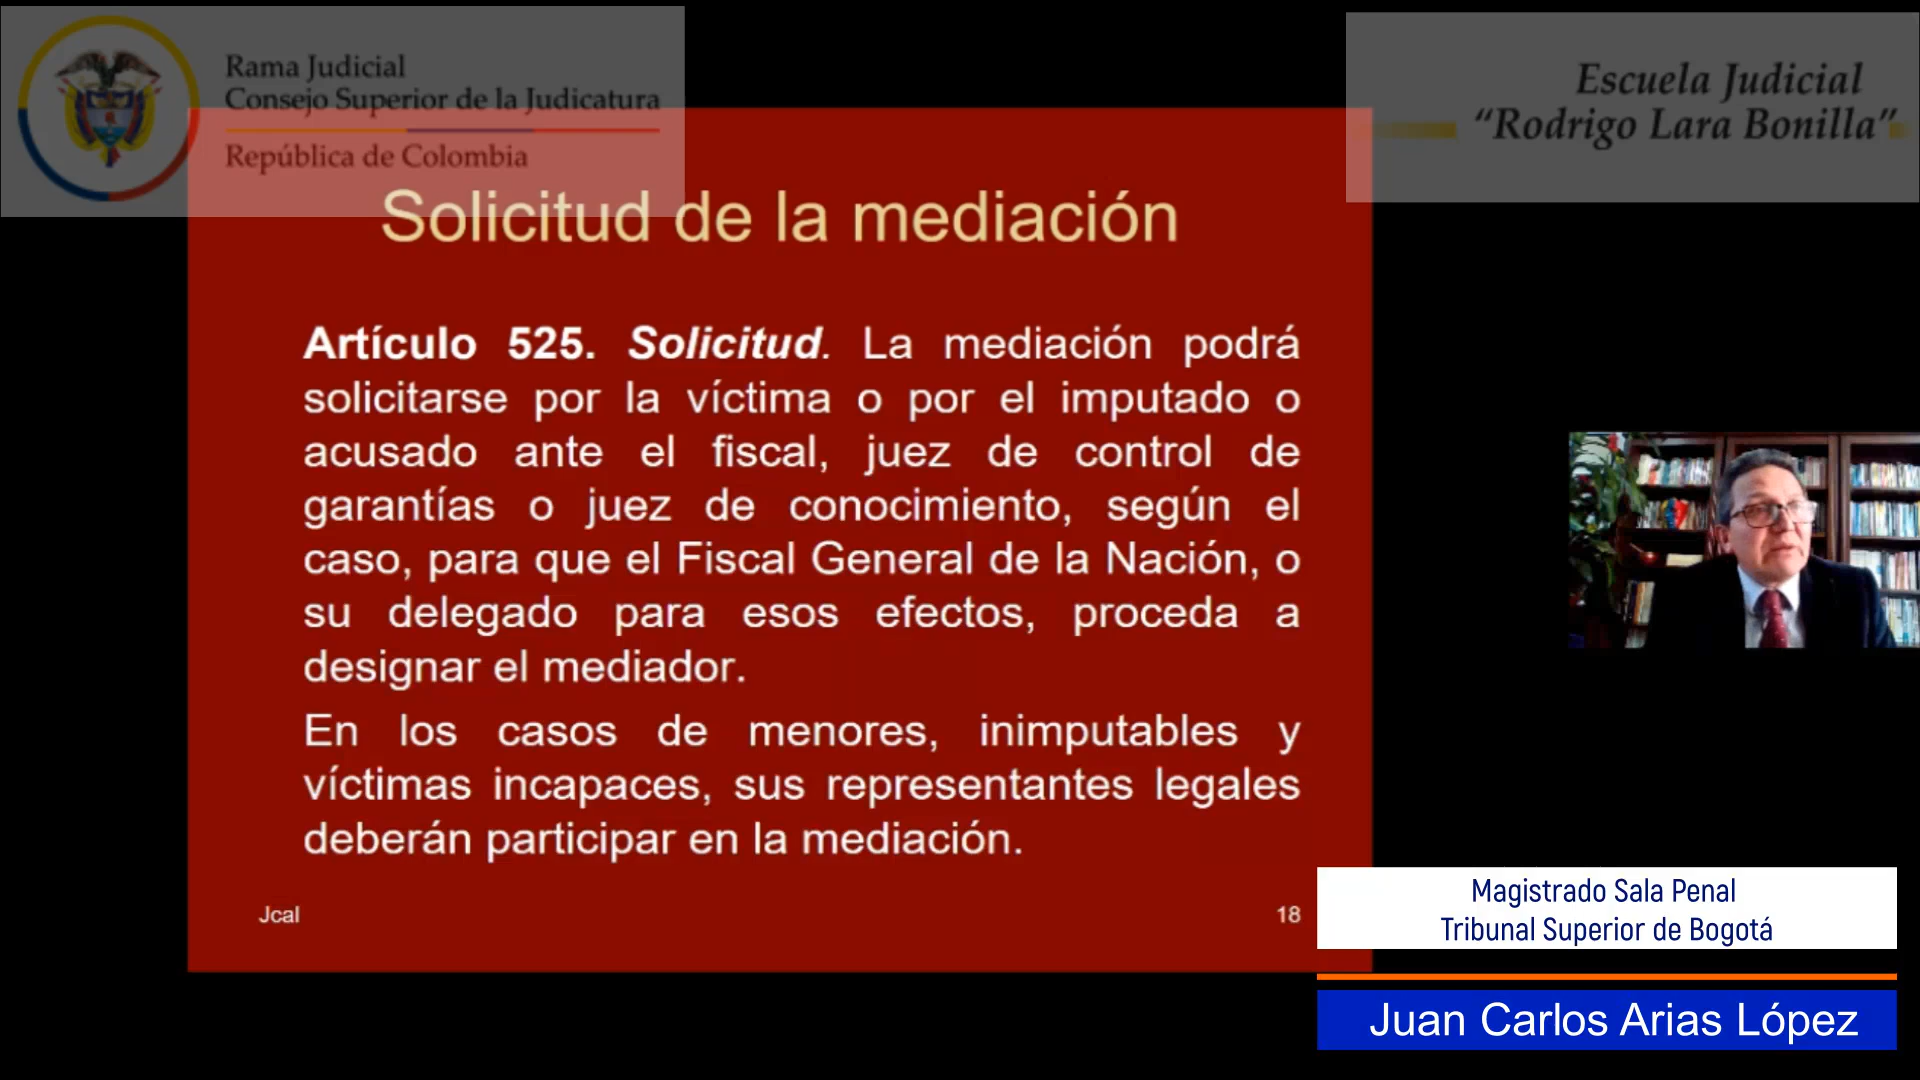 Rama Judicial
Consejo Superior de la Judicatura
República de Colombia
Escuela Judicial
“Rodrigo Lara Bonilla”
Solicitud de la mediación
Artículo 525. Solicitud. La mediación podrá
solicitarse por la víctima o por el imputado o
acusado ante el fiscal, juez de control de
garantías o juez de conocimiento, según el
caso, para que el Fiscal General de la Nación, o
su delegado para esos efectos, proceda a
designar el mediador.
En los casos de menores, inimputables y
víctimas incapaces, sus representantes legales
deberán participar en la mediación.
Jcal
18
Magistrado Sala Penal
Tribunal Superior de Bogotá
Juan Carlos Arias López